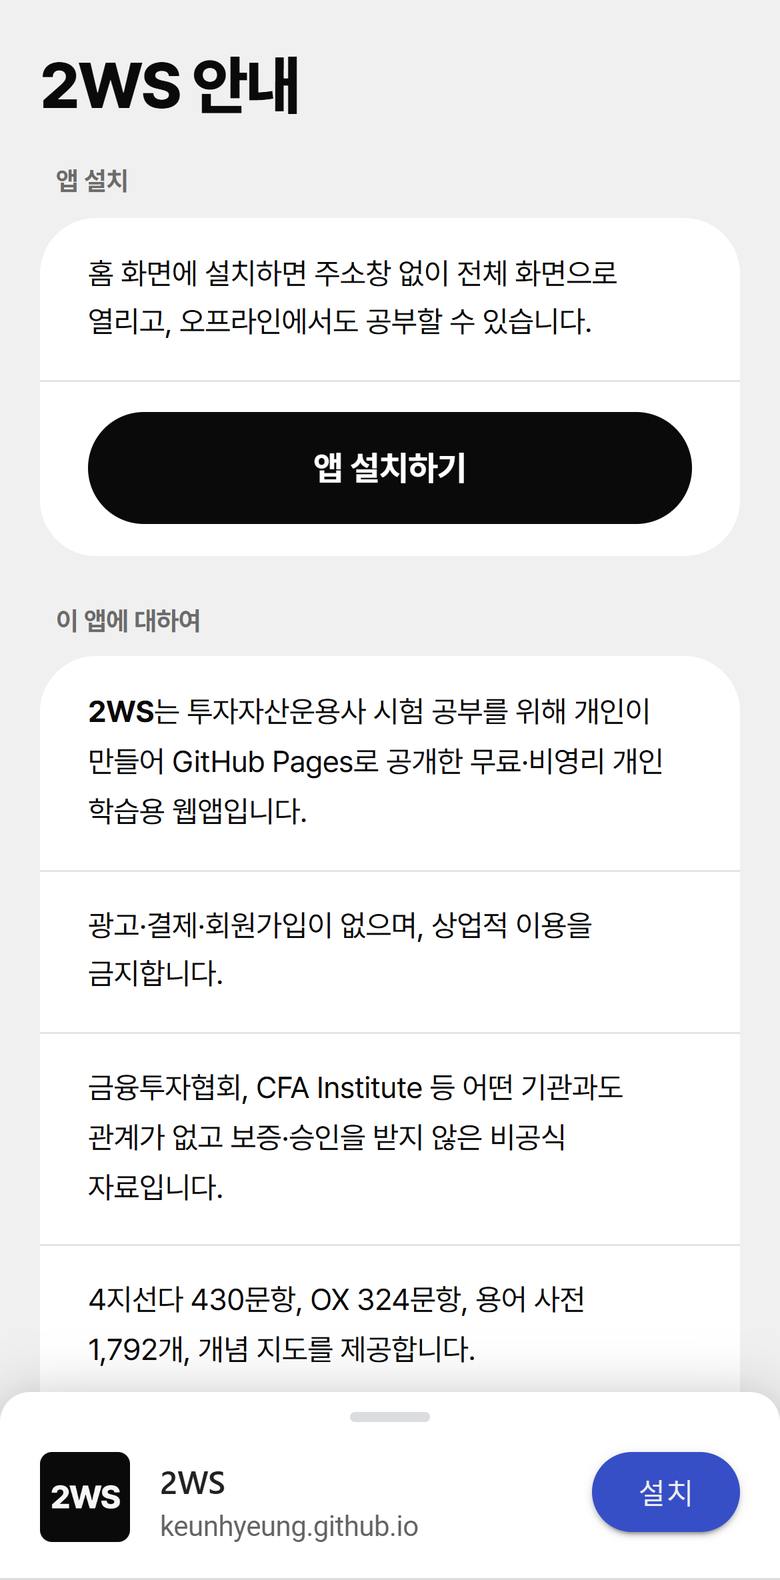 2WS 안내
앱 설치
홈 화면에 설치하면 주소창 없이 전체 화면으로
열리고, 오프라인에서도 공부할 수 있습니다.
앱 설치하기
이 앱에 대하여
2WS는 투자자산운용사 시험 공부를 위해 개인이
만들어 GitHub Pages로 공개한 무료·비영리 개인
학습용 웹앱입니다.
광고·결제·회원가입이 없으며, 상업적 이용을
금지합니다.
금융투자협회, CFA Institute 등 어떤 기관과도
관계가 없고 보증·승인을 받지 않은 비공식
자료입니다.
4지선다 430문항, OX 324문항, 용어 사전
1,792개, 개념 지도를 제공합니다.
2WS
2WS
keunhyeung.github.io
설치